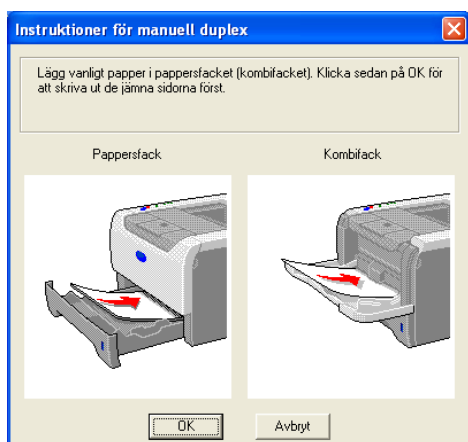 Instruktioner för manuell duplex
Lägg vanligt papper i pappersfacket (kombifacket). Klicka sedan på OK för
att skriva ut de jämna sidorna först.
Pappersfack
Kombifack
OK
Avbryt